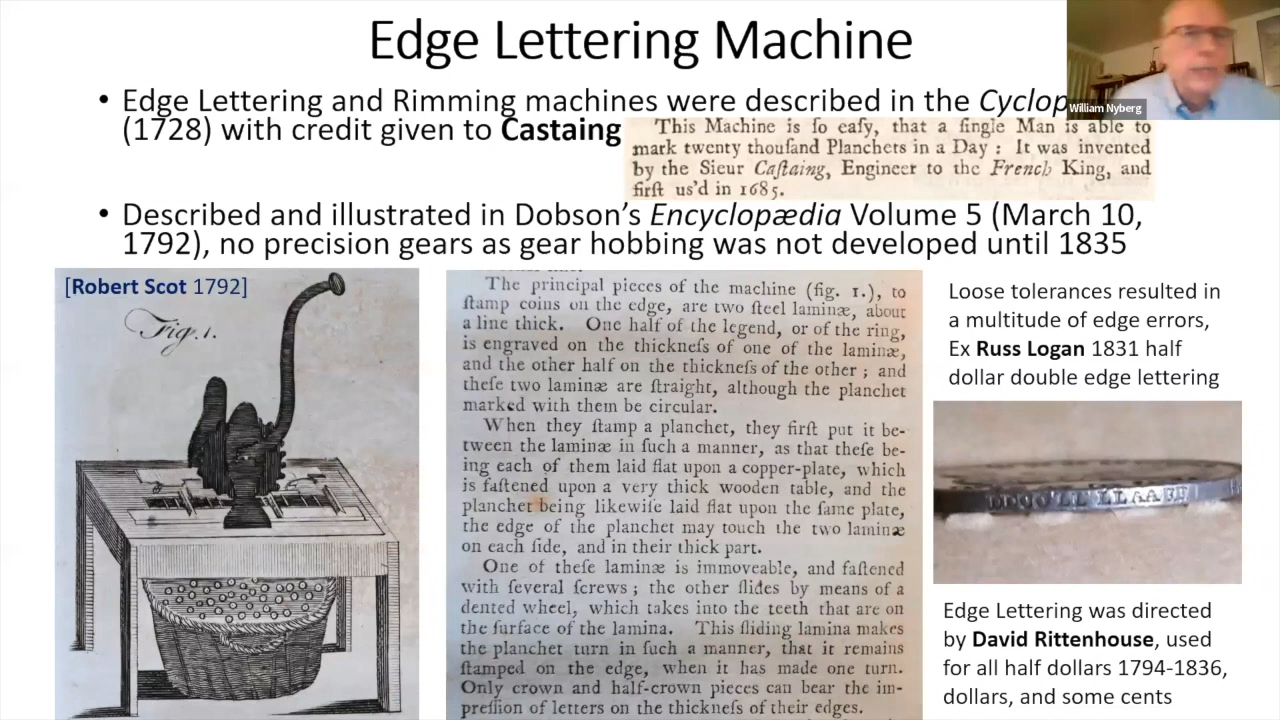 Edge Lettering Machine
William Nyberg
• Edge Lettering and Rimming machines were described in the
(1728) with credit given to Castaing
This Machine is ſo eaſy, that a ſingle Man is able to
mark twenty thouſand Planchets in a Day : It was invented
by the Sieur Caſtaing, Engineer to the French King, and
firſt us'd in 1685.
• Described and illustrated in Dobson's Encyclopædia Volume 5 (March 10,
1792), no precision gears as gear hobbing was not developed until 1835
[Robert Scot 1792]
Fig. 1.
The principal pieces of the machine (fig. 1.), to
ſtamp coins on the edge, are two ſteel laminæ, about
a line thick. One half of the legend, or of the ring,
is engraved on the thickneſs of one of the laminæ,
and the other half on the thickneſs of the other ; and
theſe two laminæ are ſtraight, although the planchet
marked with them be circular.
When they ſtamp a planchet, they firſt put it be-
tween the laminæ in ſuch a manner, as that theſe be-
ing each of them laid flat upon a copper-plate, which
is faſtened upon a very thick wooden table, and the
planchet being likewiſe laid flat upon the ſame plate,
the edge of the planchet may touch the two laminæ
on each ſide, and in their thick part.
One of theſe laminæ is immoveable, and faſtened
with ſeveral ſcrews ; the other ſlides by means of a
dented wheel, which takes into the teeth that are on
the ſurface of the lamina. This ſliding lamina makes
the planchet turn in ſuch a manner, that it remains
ſtamped on the edge, when it has made one turn.
Only crown and half-crown pieces can bear the im-
preſſion of letters on the thickneſs of their edges.
Loose tolerances resulted in
a multitude of edge errors,
Ex Russ Logan 1831 half
dollar double edge lettering
Edge Lettering was directed
by David Rittenhouse, used
for all half dollars 1794-1836,
dollars, and some cents